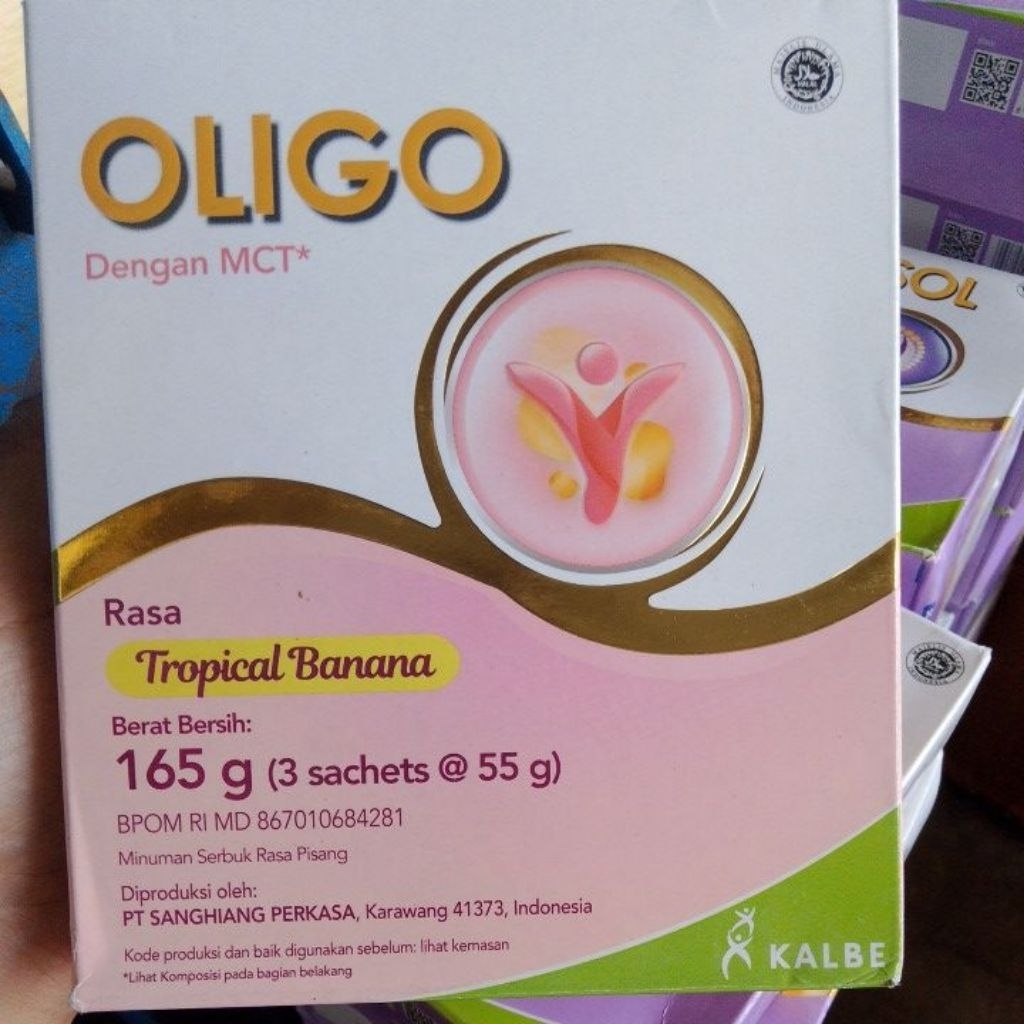 OLIGO
Dengan MCT*
Rasa
Tropical Banana
Berat Bersih:
165 g (3 sachets @ 55 g)
BPOM RI MD 867010684281
Minuman Serbuk Rasa Pisang
Diproduksi oleh:
PT SANGHIANG PERKASA, Karawang 41373, Indonesia
Kode produksi dan baik digunakan sebelum: lihat kemasan
*Lihat Komposisi pada bagian belakang
KALBE
SOL